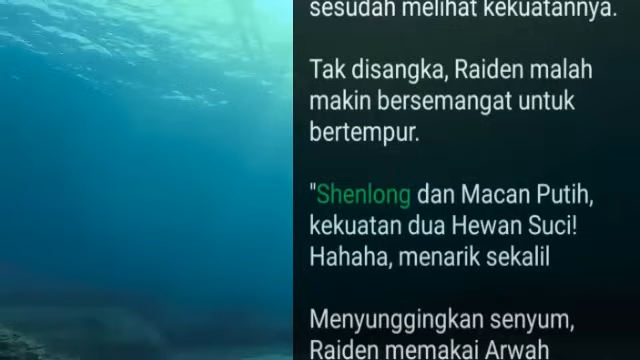 sesudah melihat kekuatannya.
Tak disangka, Raiden malah
makin bersemangat untuk
bertempur.
"Shenlong dan Macan Putih,
kekuatan dua Hewan Suci!
Hahaha, menarik sekalil
Menyunggingkan senyum,
Raiden memakai Arwah